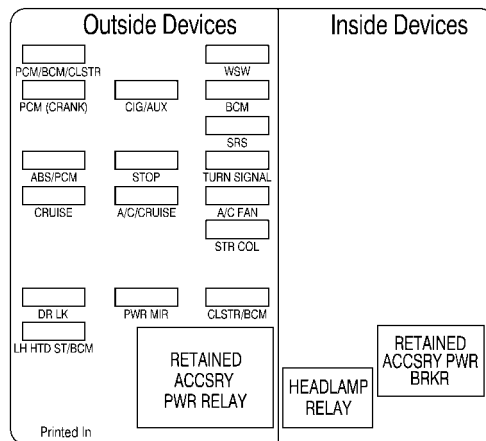 Outside Devices
Inside Devices
PCM/BCM/CLSTR
WSW
PCM (CRANK)
CIG/AUX
BCM
SRS
ABS/PCM
STOP
TURN SIGNAL
CRUISE
A/C/CRUISE
A/C FAN
STR COL
DR LK
PWR MIR
CLSTR/BCM
LH HTD ST/BCM
RETAINED
ACCSRY
PWR RELAY
HEADLAMP
RELAY
RETAINED
ACCSRY PWR
BRKR
Printed In